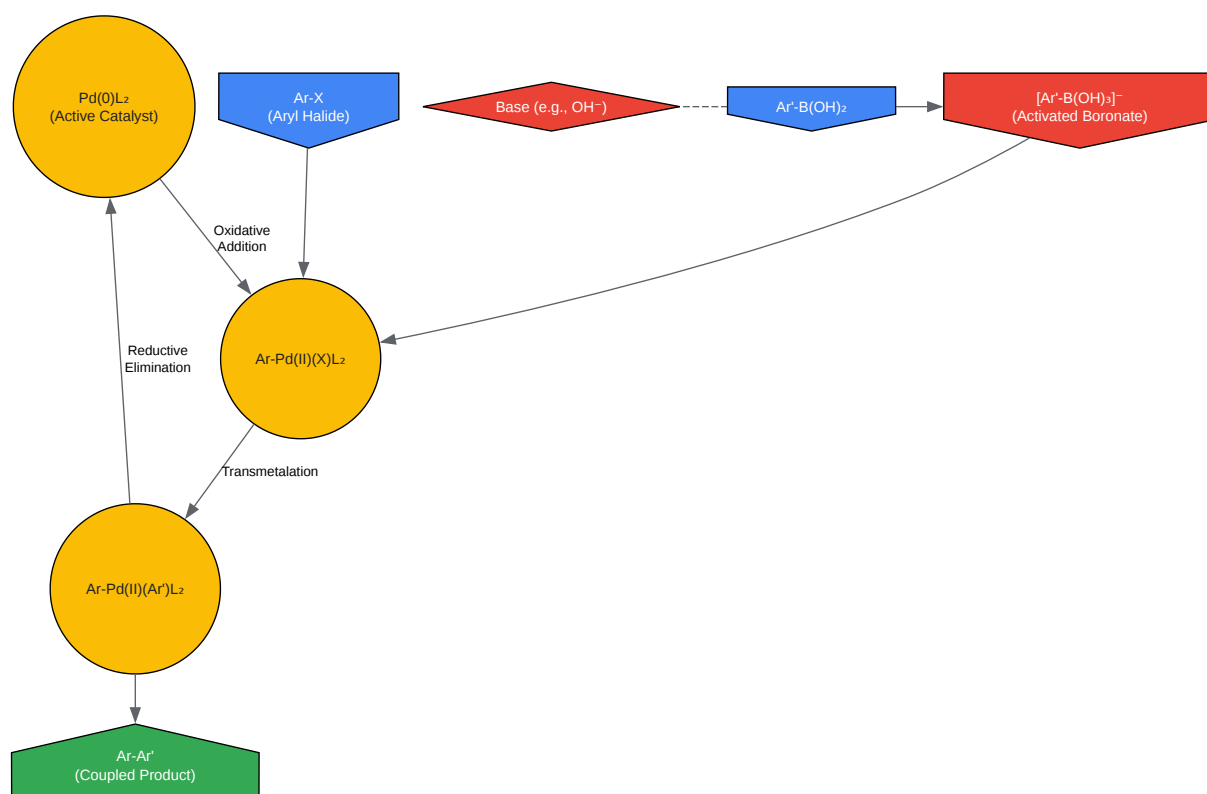 Pd(0)L₂
(Active Catalyst)
Ar-X
(Aryl Halide)
Base (e.g., OH⁻)
Ar'-B(OH)₂
[Ar'-B(OH)₃]⁻
(Activated Boronate)
Oxidative
Addition
Reductive
Elimination
Ar-Pd(II)(X)L₂
Transmetalation
Ar-Pd(II)(Ar')L₂
Ar-Ar'
(Coupled Product)